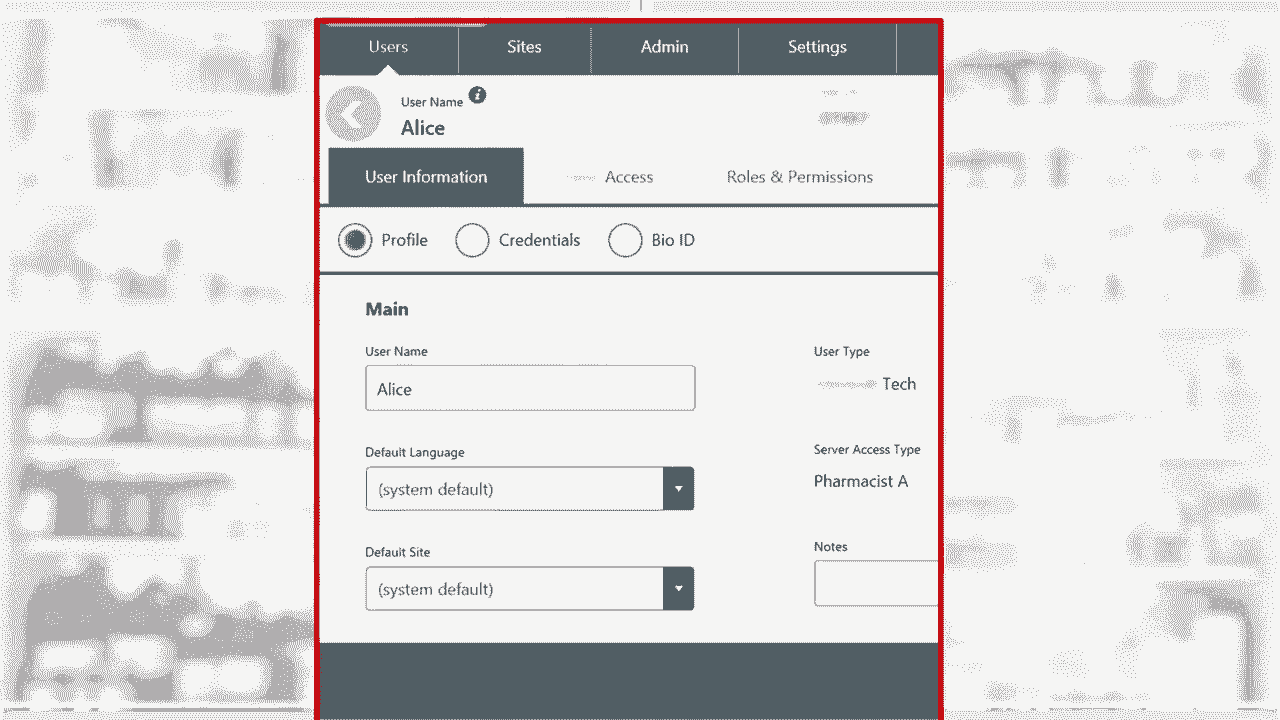 Users Sites Admin Settings
User Name
Alice
User Information Access Roles & Permissions
Profile Credentials Bio ID
Main
User Name
Alice
User Type
Tech
Default Language
(system default)
Server Access Type
Pharmacist A
Default Site
(system default)
Notes